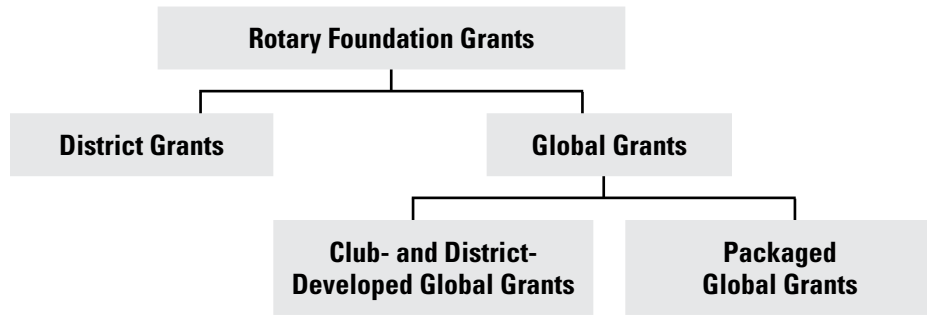 Rotary Foundation Grants
District Grants
Global Grants
Club- and District-
Developed Global Grants
Packaged
Global Grants